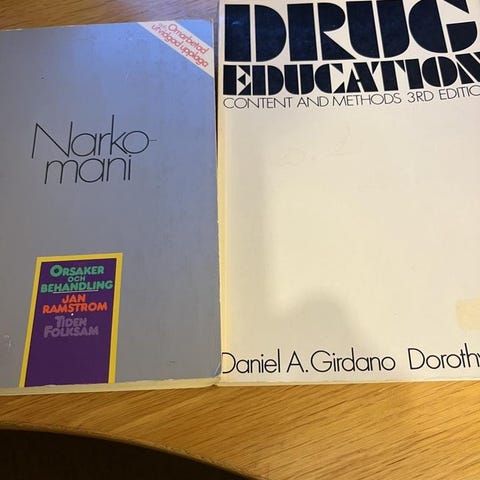 Omarbetad
utvidgad upplaga
Narko-
mani
ORSAKER
OCH
BEHANDLING
JAN
RAMSTRÖM
TIDEN
FOLKSAM
DRUG
EDUCATION
CONTENT AND METHODS 3RD EDITIO
Daniel A. Girdano Dorothy